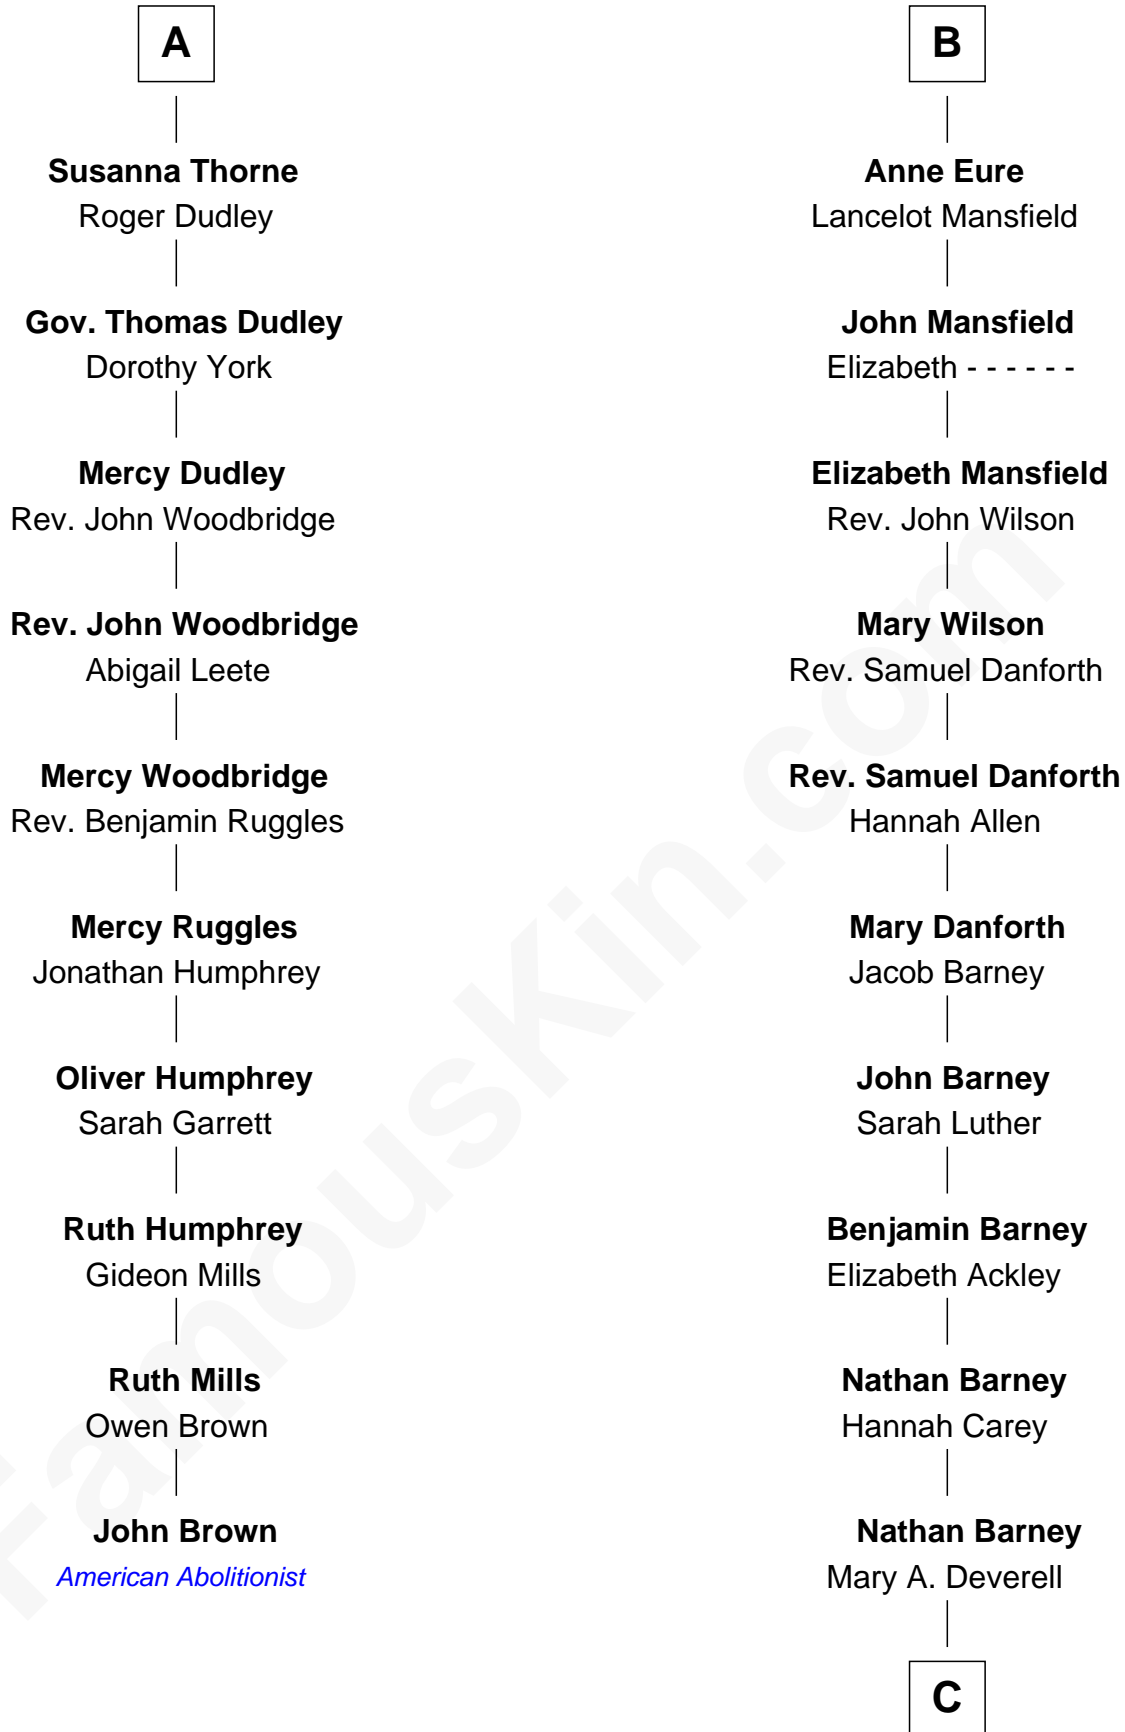 A
Susanna Thorne
Roger Dudley
Gov. Thomas Dudley
Dorothy York
Mercy Dudley
Rev. John Woodbridge
Rev. John Woodbridge
Abigail Leete
Mercy Woodbridge
Rev. Benjamin Ruggles
Mercy Ruggles
Jonathan Humphrey
Oliver Humphrey
Sarah Garrett
Ruth Humphrey
Gideon Mills
Ruth Mills
Owen Brown
John Brown
American Abolitionist
B
Anne Eure
Lancelot Mansfield
John Mansfield
Elizabeth - - - - - -
Elizabeth Mansfield
Rev. John Wilson
Mary Wilson
Rev. Samuel Danforth
Rev. Samuel Danforth
Hannah Allen
Mary Danforth
Jacob Barney
John Barney
Sarah Luther
Benjamin Barney
Elizabeth Ackley
Nathan Barney
Hannah Carey
Nathan Barney
Mary A. Deverell
C
FamousKin.com